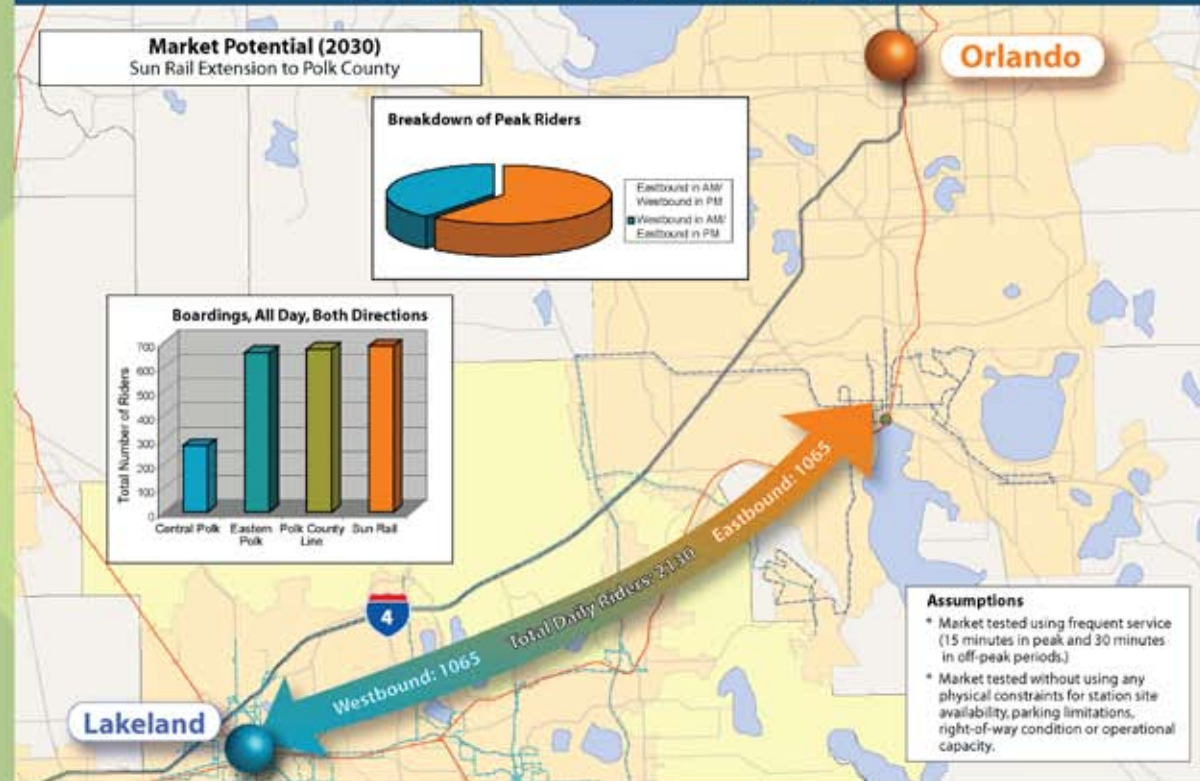 Market Potential (2030)
Sun Rail Extension to Polk County
Orlando
Breakdown of Peak Riders
Eastbound in AM/
Westbound in PM
Westbound in AM/
Eastbound in PM
Boardings, All Day, Both Directions
Total Number of Riders
700
600
500
400
300
200
100
0
Central Polk
Eastern
Polk
Polk County
Line
Sun Rail
4
Westbound: 1065
Total Daily Riders: 2130
Eastbound: 1065
Lakeland
Assumptions
* Market tested using frequent service
(15 minutes in peak and 30 minutes
in off-peak periods.)
* Market tested without using any
physical constraints for station site
availability, parking limitations,
right-of-way condition or operational
capacity.